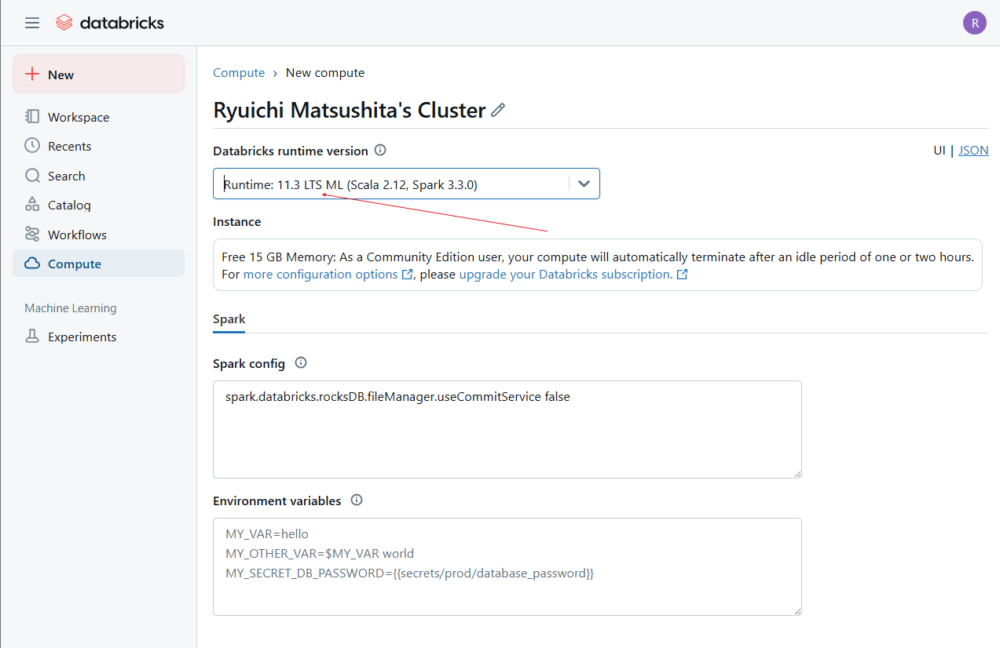 databricks
R
New
Workspace
Recents
Search
Catalog
Workflows
Compute
Machine Learning
Experiments
Compute › New compute
Ryuichi Matsushita's Cluster
Databricks runtime version
UI | JSON
Runtime: 11.3 LTS ML (Scala 2.12, Spark 3.3.0)
Instance
Free 15 GB Memory: As a Community Edition user, your compute will automatically terminate after an idle period of one or two hours.
For more configuration options, please upgrade your Databricks subscription.
Spark
Spark config
spark.databricks.rocksDB.fileManager.useCommitService false
Environment variables
MY_VAR=hello
MY_OTHER_VAR=$MY_VAR world
MY_SECRET_DB_PASSWORD={{secrets/prod/database_password}}